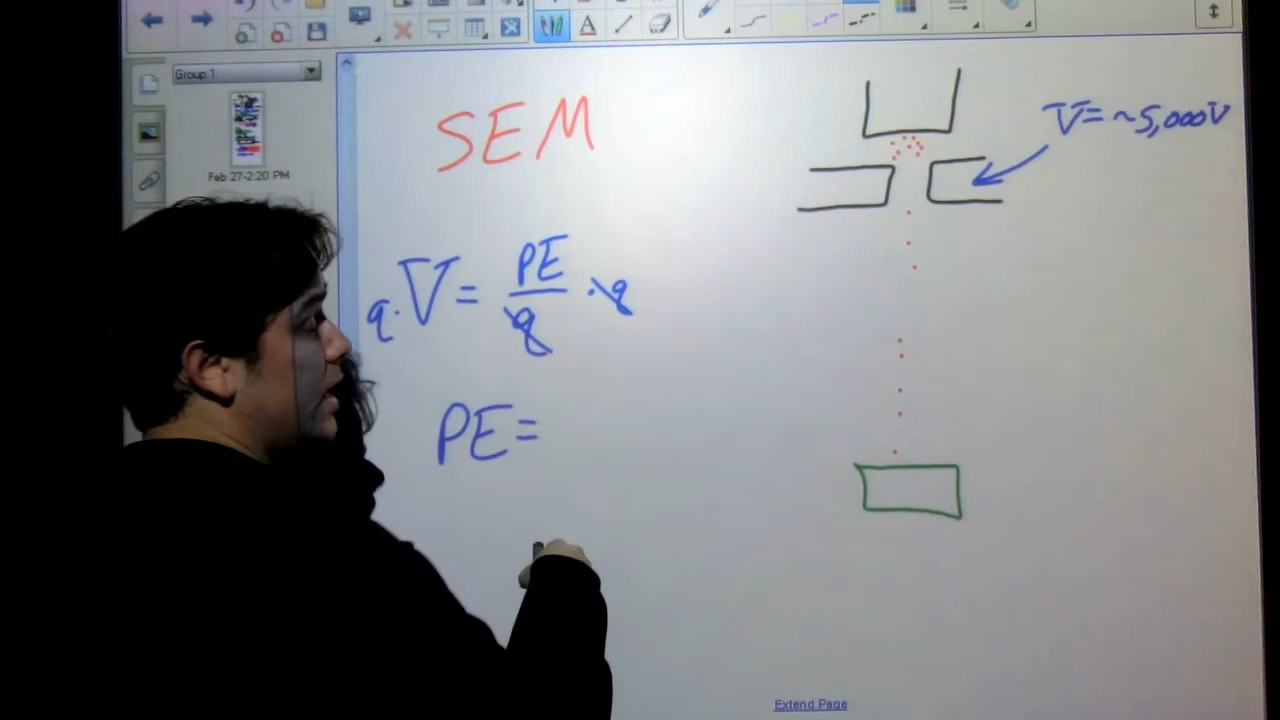 Group 1
Feb 27-2:20 PM
SEM
V= ~5,000V
q·V = PE/q ·q
PE=
Extend Page